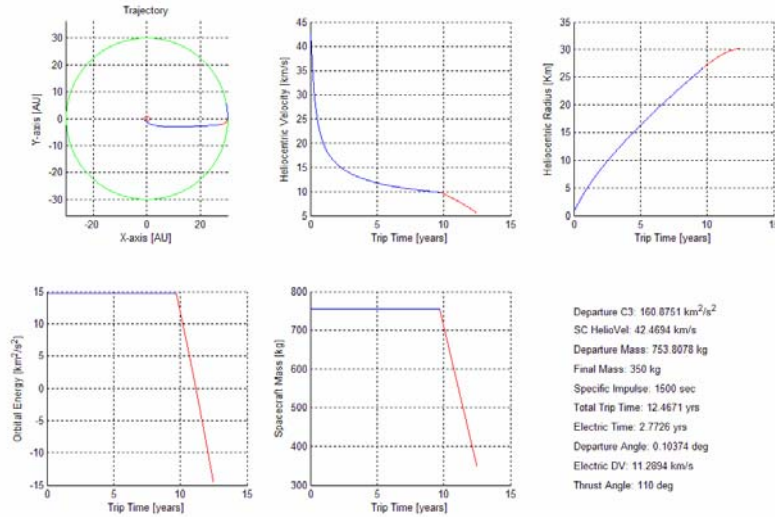 Trajectory
Y-axis [AU]
30
20
10
0
-10
-20
-30
-20
0
20
X-axis [AU]
Heliocentric Velocity [km/s]
45
40
35
30
25
20
15
10
5
0
5
10
15
Trip Time [years]
Heliocentric Radius [Km]
35
30
25
20
15
10
5
0
0
5
10
15
Trip Time [years]
Orbital Energy [km²/s²]
15
10
5
0
-5
-10
-15
0
5
10
15
Trip Time [years]
Spacecraft Mass [kg]
800
700
600
500
400
300
0
5
10
15
Trip Time [years]
Departure C3: 160.8751 km²/s²
SC HelioVel: 42.4694 km/s
Departure Mass: 753.8078 kg
Final Mass: 350 kg
Specific Impulse: 1500 sec
Total Trip Time: 12.4671 yrs
Electric Time: 2.7726 yrs
Departure Angle: 0.10374 deg
Electric DV: 11.2894 km/s
Thrust Angle: 110 deg